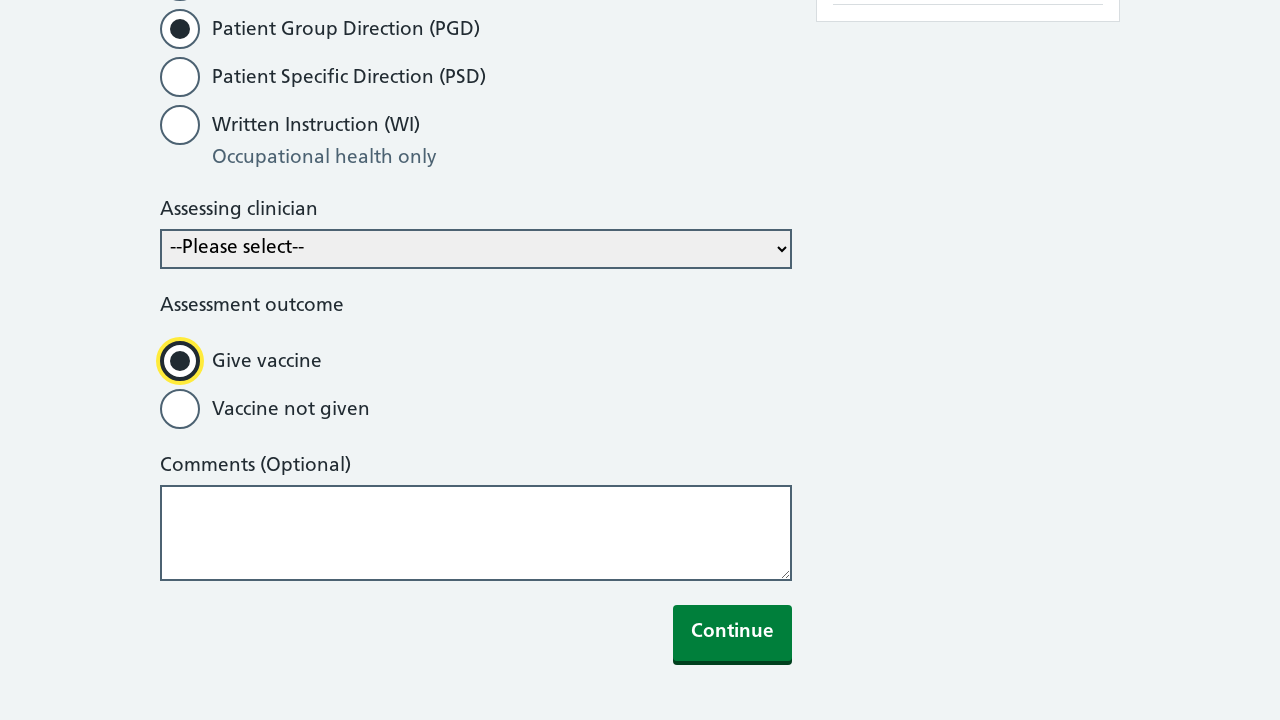 Patient Group Direction (PGD)
Patient Specific Direction (PSD)
Written Instruction (WI)
Occupational health only
Assessing clinician
--Please select--
Assessment outcome
Give vaccine
Vaccine not given
Comments (Optional)
Continue